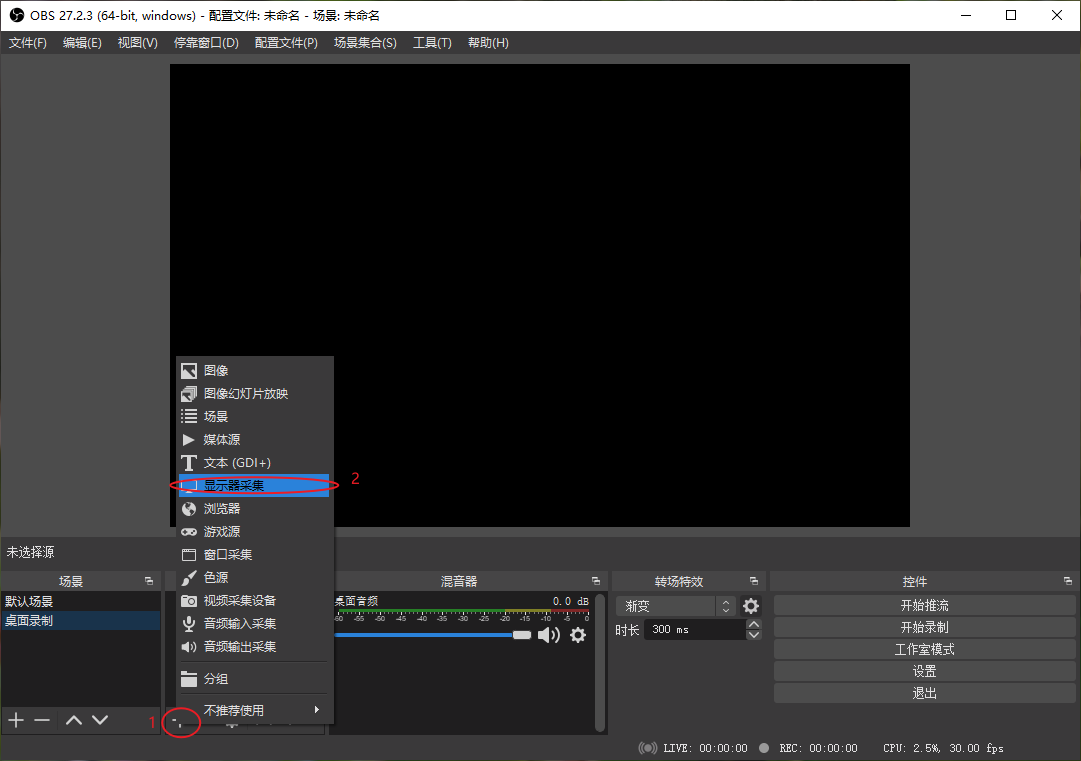 OBS 27.2.3 (64-bit, windows) - 配置文件: 未命名 - 场景: 未命名
文件(F) 编辑(E) 视图(V) 停靠窗口(D) 配置文件(P) 场景集合(S) 工具(T) 帮助(H)
图像
图像幻灯片放映
场景
媒体源
文本 (GDI+)
显示器采集 2
浏览器
游戏源
窗口采集
色源
视频采集设备
音频输入采集
音频输出采集
分组
不推荐使用
1
未选择源
场景
默认场景
桌面录制
混音器
桌面音频 0.0 dB
-60 -55 -50 -45 -40 -35 -30 -25 -20 -15 -10 -5 0
转场特效
渐变
时长 300 ms
控件
开始推流
开始录制
工作室模式
设置
退出
LIVE: 00:00:00 REC: 00:00:00 CPU: 2.5%, 30.00 fps